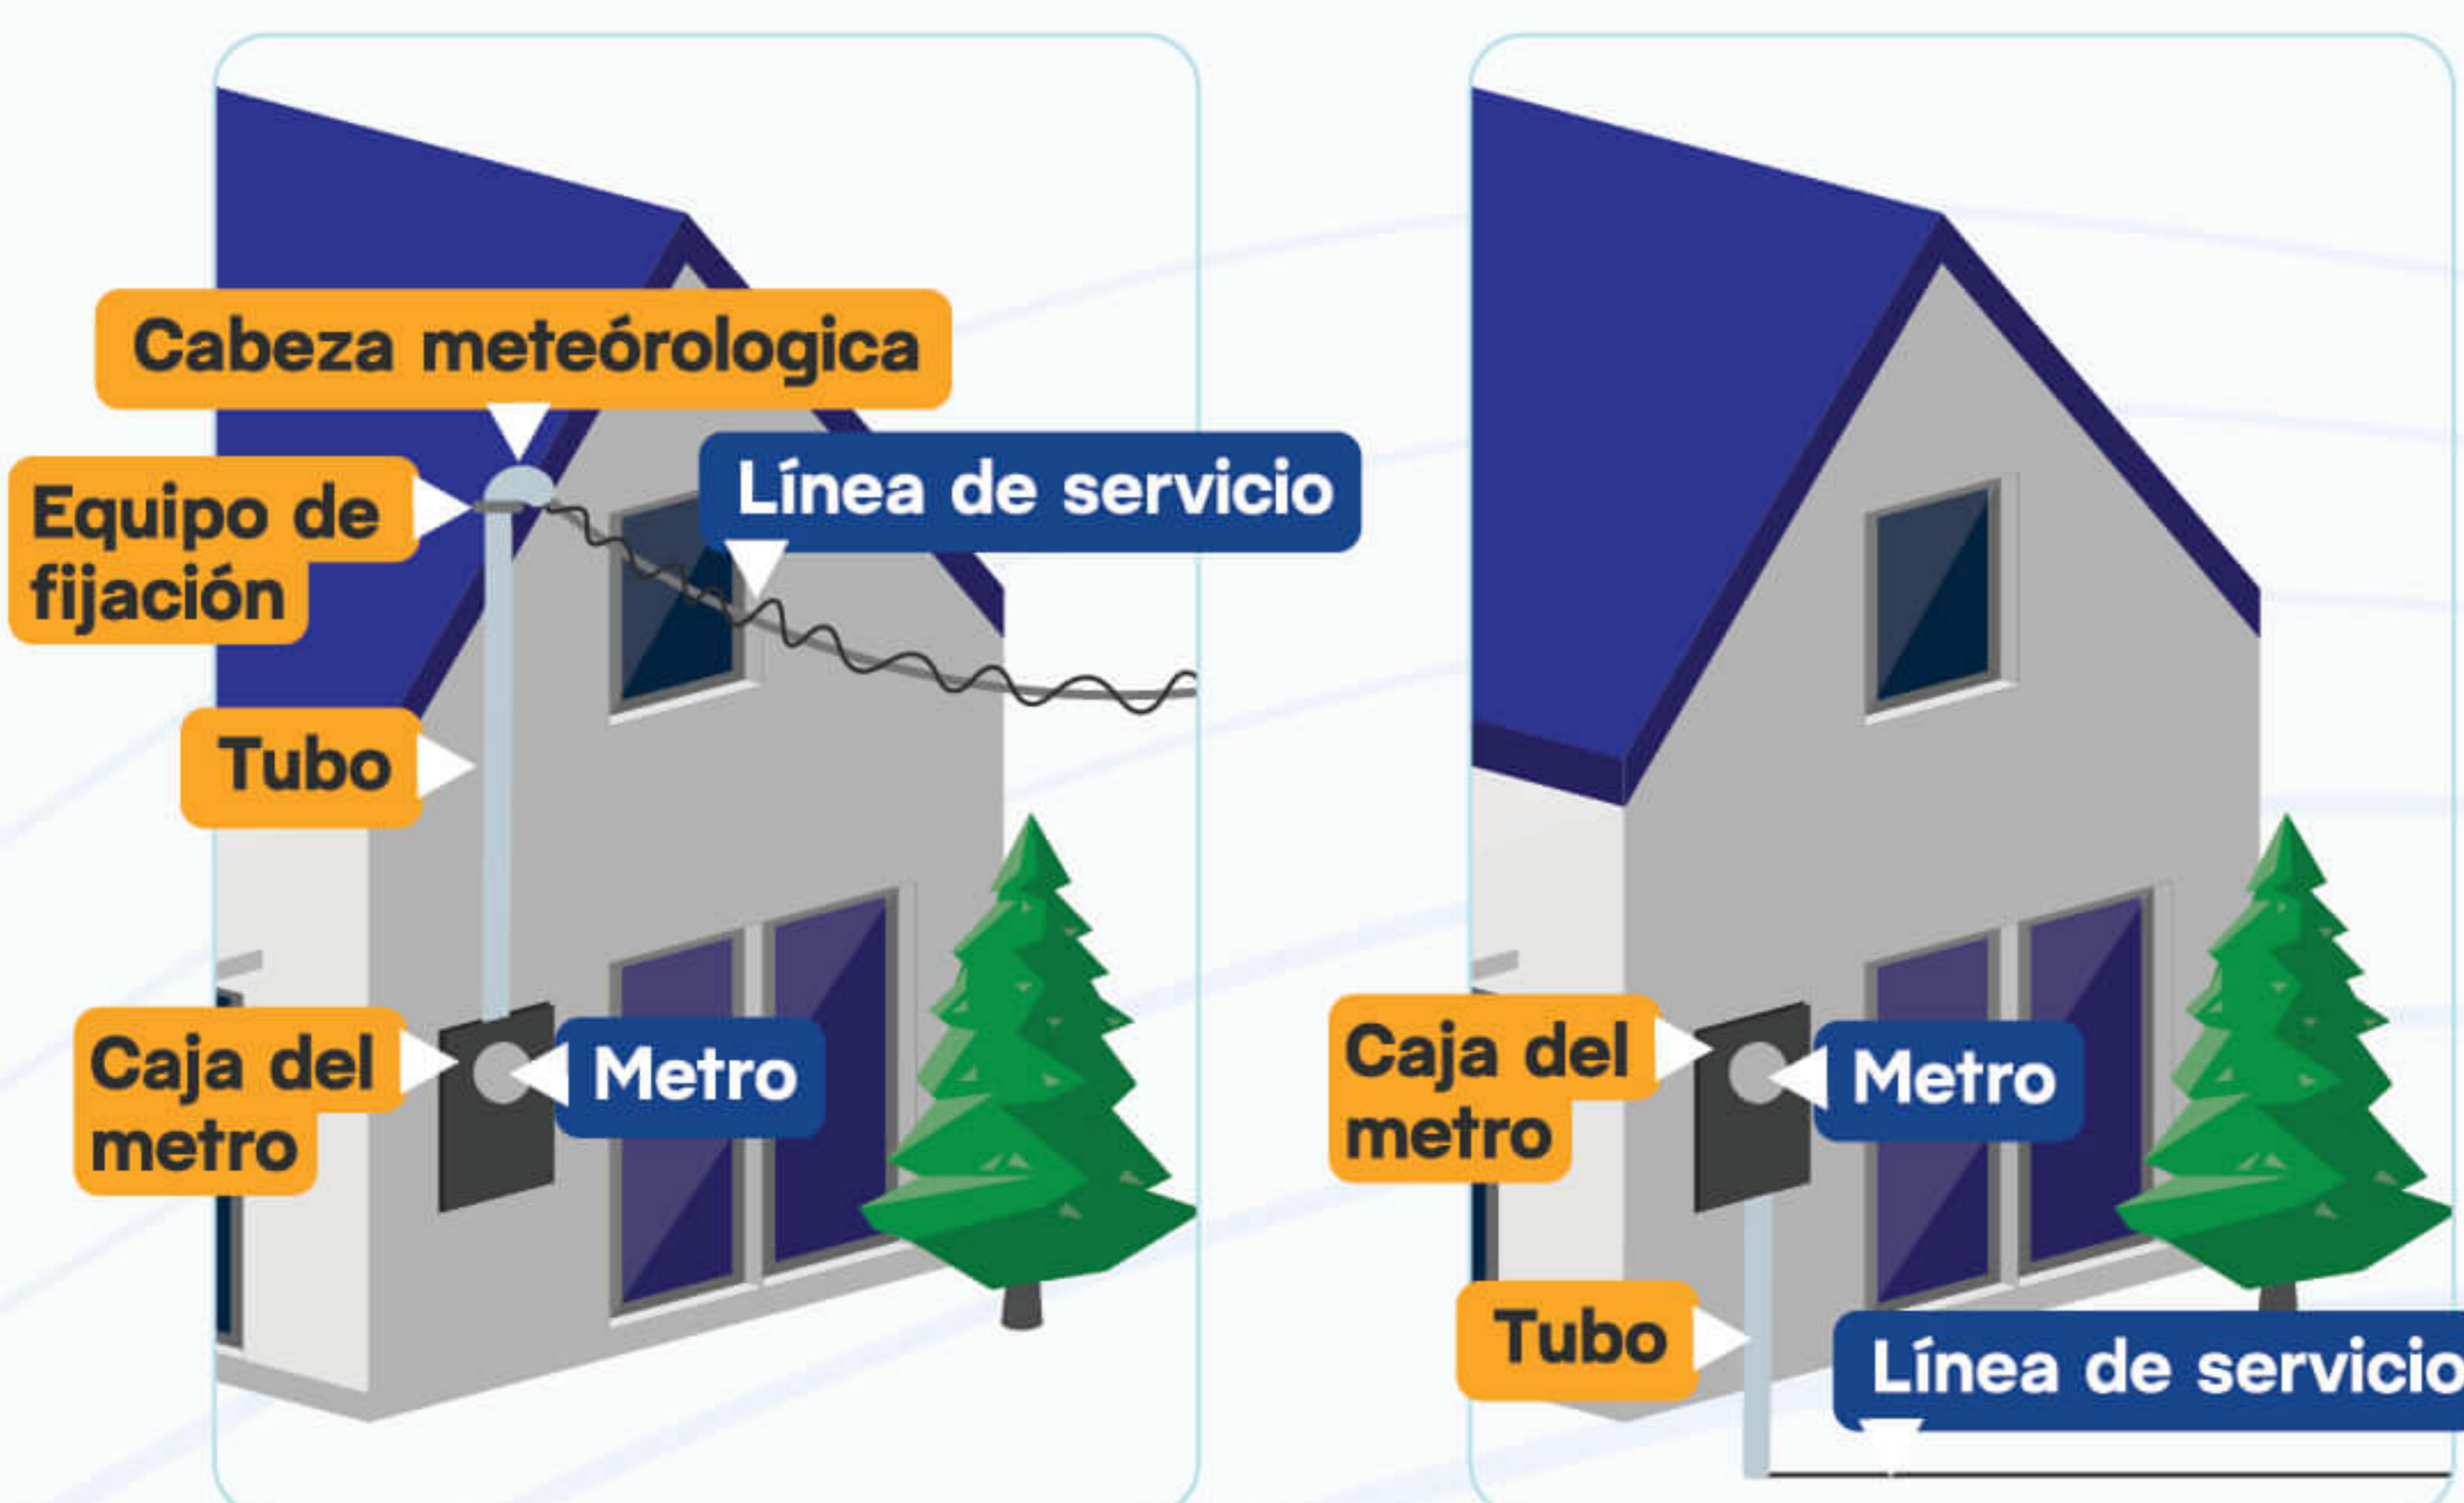 Cabeza meteórologica
Línea de servicio
Equipo de
fijación
Tubo
Caja del
metro
Metro
Caja del
metro
Metro
Tubo
Línea de servicio